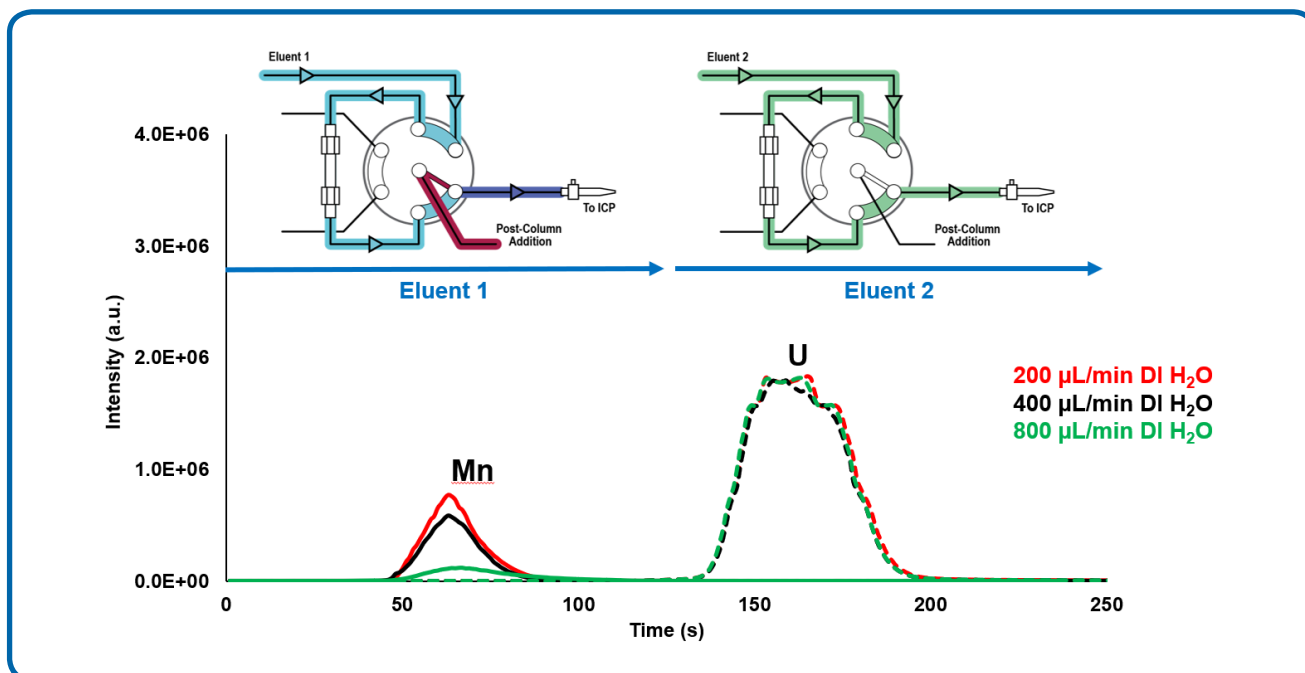 Eluent 1
Eluent 2
To ICP
Post-Column
Addition
To ICP
Post-Column
Addition
Eluent 1
Eluent 2
4.0E+06
3.0E+06
2.0E+06
1.0E+06
0.0E+00
Intensity (a.u.)
Mn
U
200 µL/min DI H₂O
400 µL/min DI H₂O
800 µL/min DI H₂O
0
50
100
150
200
250
Time (s)